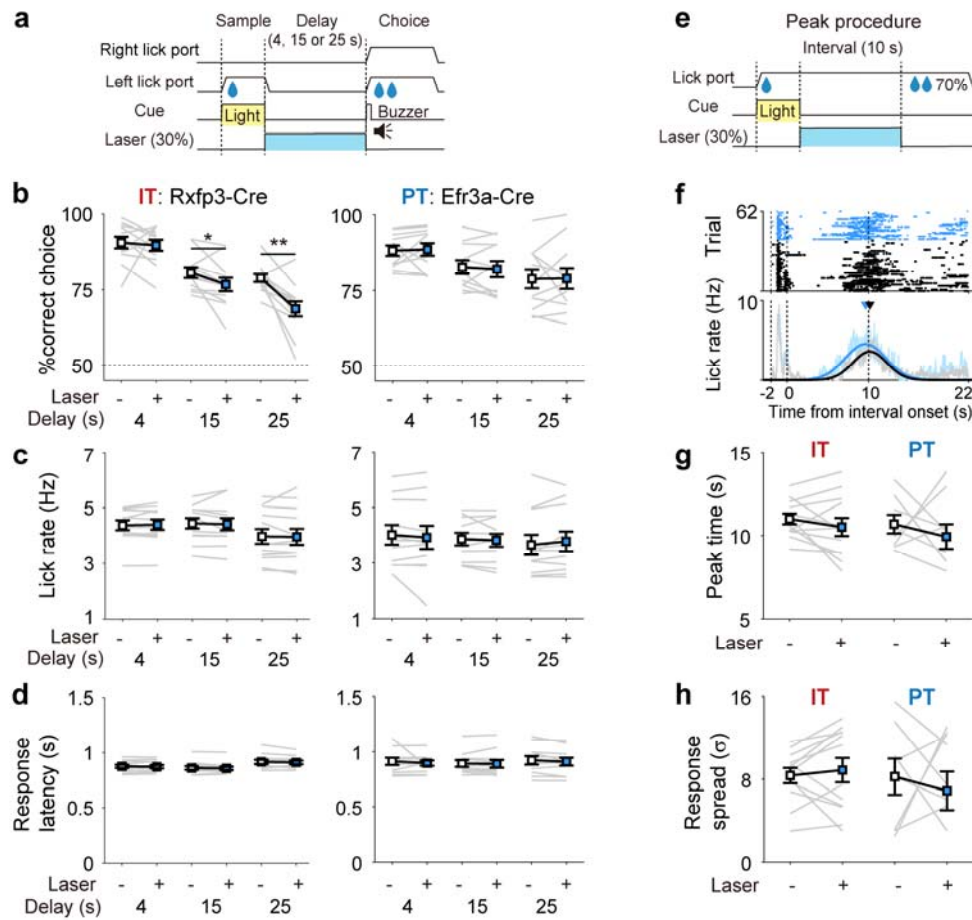 a
Sample Delay Choice
(4, 15 or 25 s)
Right lick port
Left lick port
Cue Light Buzzer
Laser (30%)
e
Peak procedure
Interval (10 s)
Lick port 70%
Cue Light
Laser (30%)
b IT: Rxfp3-Cre PT: Efr3a-Cre
%correct choice
100 100
75 75
50 50
* **
Laser - + - + - + - + - + - +
Delay (s) 4 15 25 4 15 25
f
Trial
62
1
Lick rate (Hz)
10
0
-2 0 10 22
Time from interval onset (s)
c
Lick rate (Hz)
7 7
5 5
3 3
1 1
Laser - + - + - + - + - + - +
Delay (s) 4 15 25 4 15 25
g IT PT
Peak time (s)
15
10
5
Laser - + - +
d
Response
latency (s)
1.5 1.5
1 1
0.5 0.5
0 0
Laser - + - + - + - + - + - +
Delay (s) 4 15 25 4 15 25
h IT PT
Response
spread (σ)
16
8
0
Laser - + - +